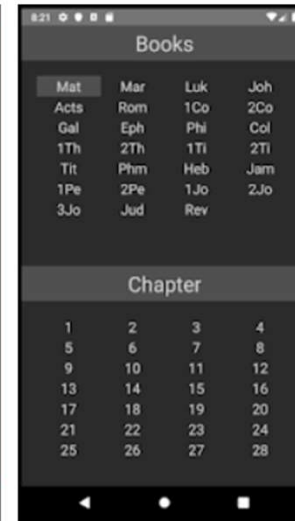 8:21
Books
Mat Mar Luk Joh
Acts Rom 1Co 2Co
Gal Eph Phi Col
1Th 2Th 1Ti 2Ti
Tit Phm Heb Jam
1Pe 2Pe 1Jo 2Jo
3Jo Jud Rev
Chapter
1 2 3 4
5 6 7 8
9 10 11 12
13 14 15 16
17 18 19 20
21 22 23 24
25 26 27 28